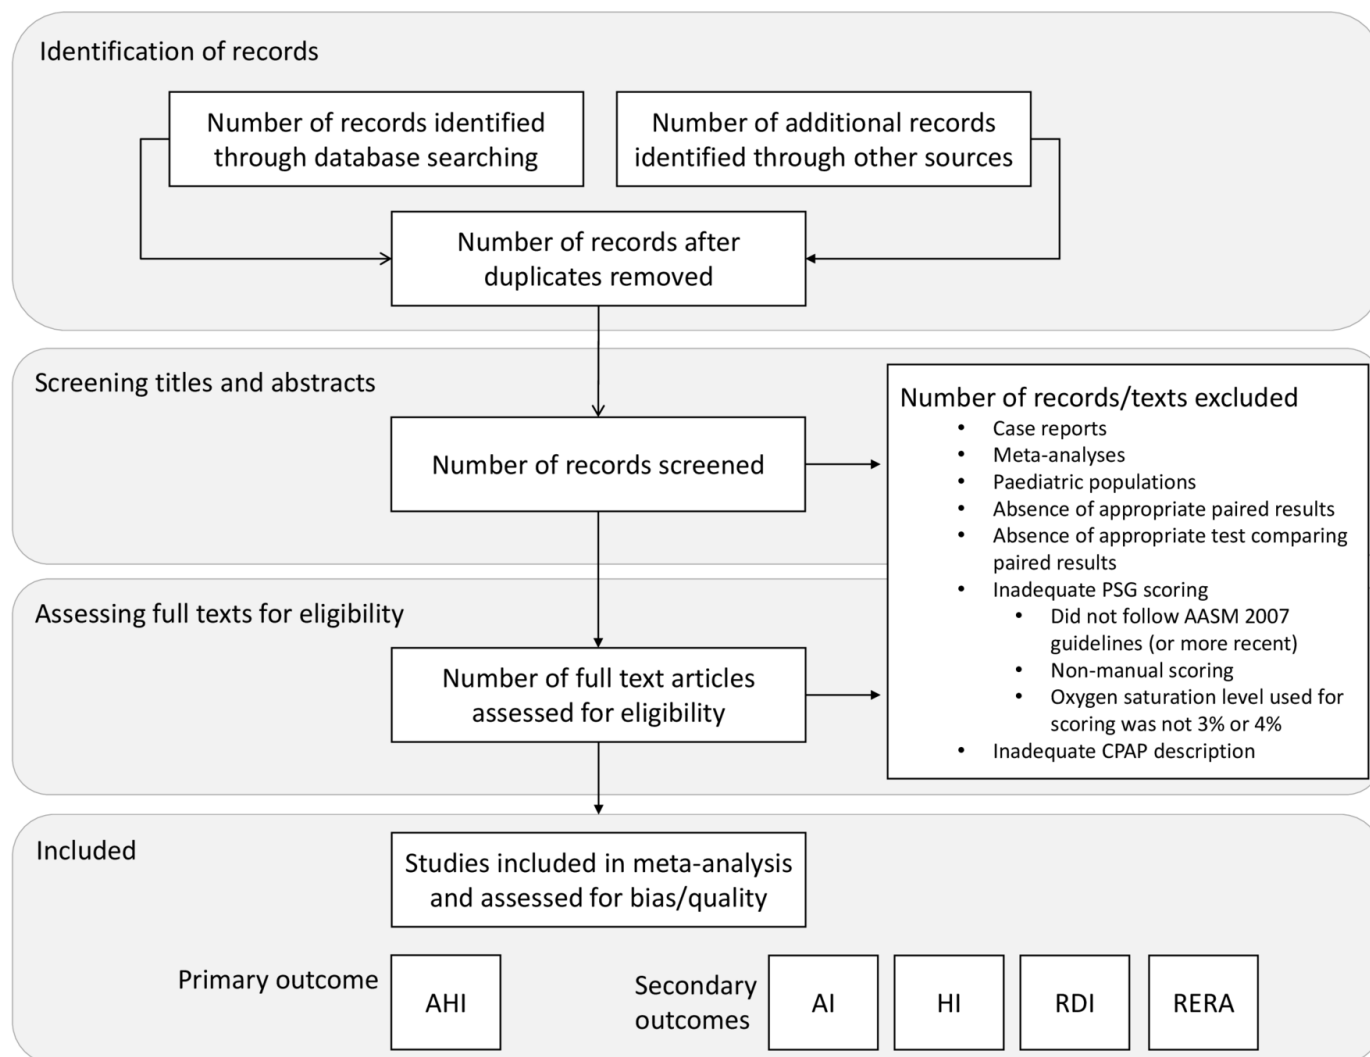 Identification of records
Number of records identified
through database searching
Number of additional records
identified through other sources
Number of records after
duplicates removed
Screening titles and abstracts
Number of records screened
Number of records/texts excluded
• Case reports
• Meta-analyses
• Paediatric populations
• Absence of appropriate paired results
• Absence of appropriate test comparing
paired results
• Inadequate PSG scoring
• Did not follow AASM 2007
guidelines (or more recent)
• Non-manual scoring
• Oxygen saturation level used for
scoring was not 3% or 4%
• Inadequate CPAP description
Assessing full texts for eligibility
Number of full text articles
assessed for eligibility
Included
Studies included in meta-analysis
and assessed for bias/quality
Primary outcome
AHI
Secondary
outcomes
AI
HI
RDI
RERA